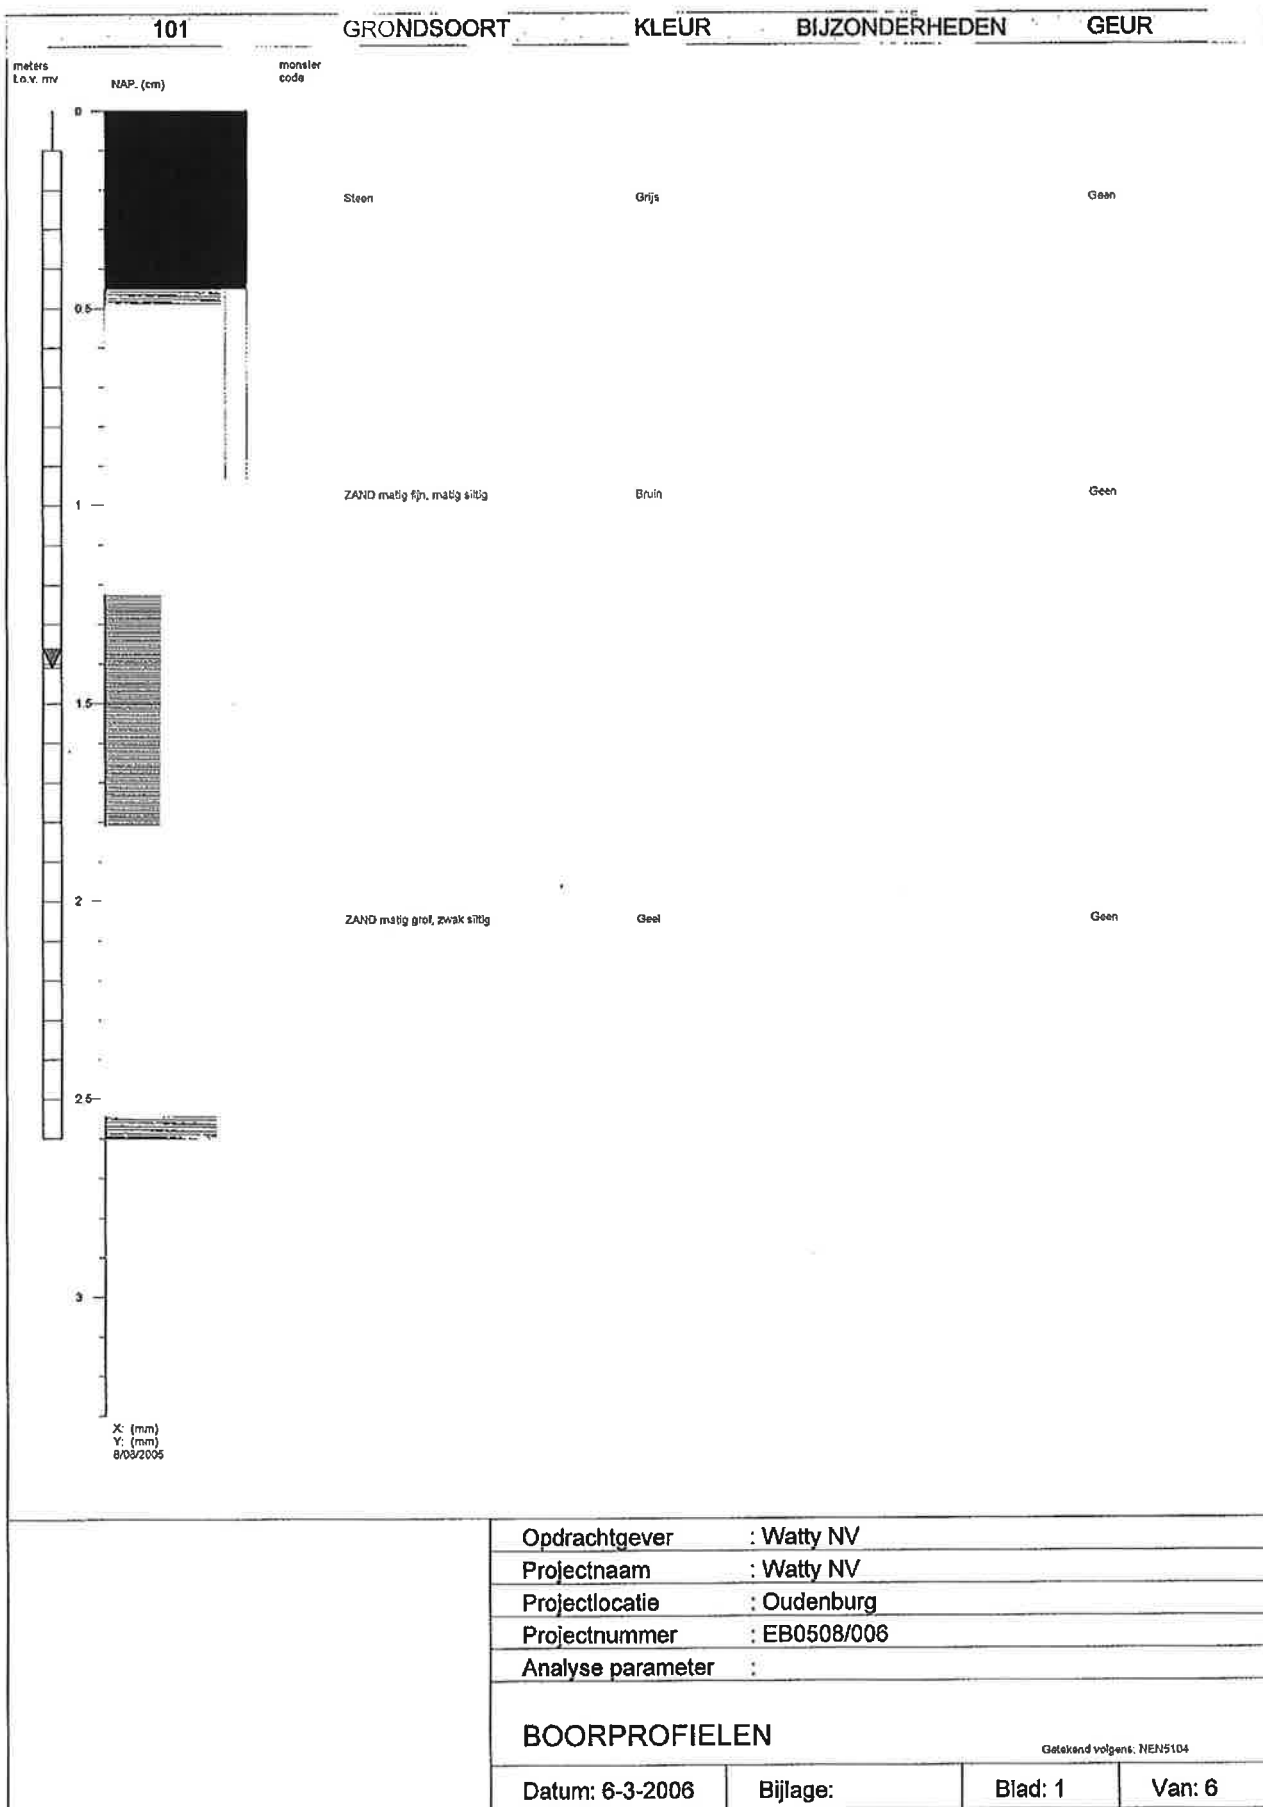 101 GRONDSOORT KLEUR BIJZONDERHEDEN GEUR
meters
t.o.v. mv
NAP. (cm)
monster
code
0
Steen Grijs Geen
0.5
ZAND matig fijn, matig siltig Bruin Geen
1
1.5
2
ZAND matig grof, zwak siltig Geel Geen
2.5
3
X: (mm)
Y: (mm)
8/08/2005
Opdrachtgever : Watty NV
Projectnaam : Watty NV
Projectlocatie : Oudenburg
Projectnummer : EB0508/006
Analyse parameter :
BOORPROFIELEN
Getekend volgens: NEN5104
Datum: 6-3-2006 Bijlage: Blad: 1 Van: 6